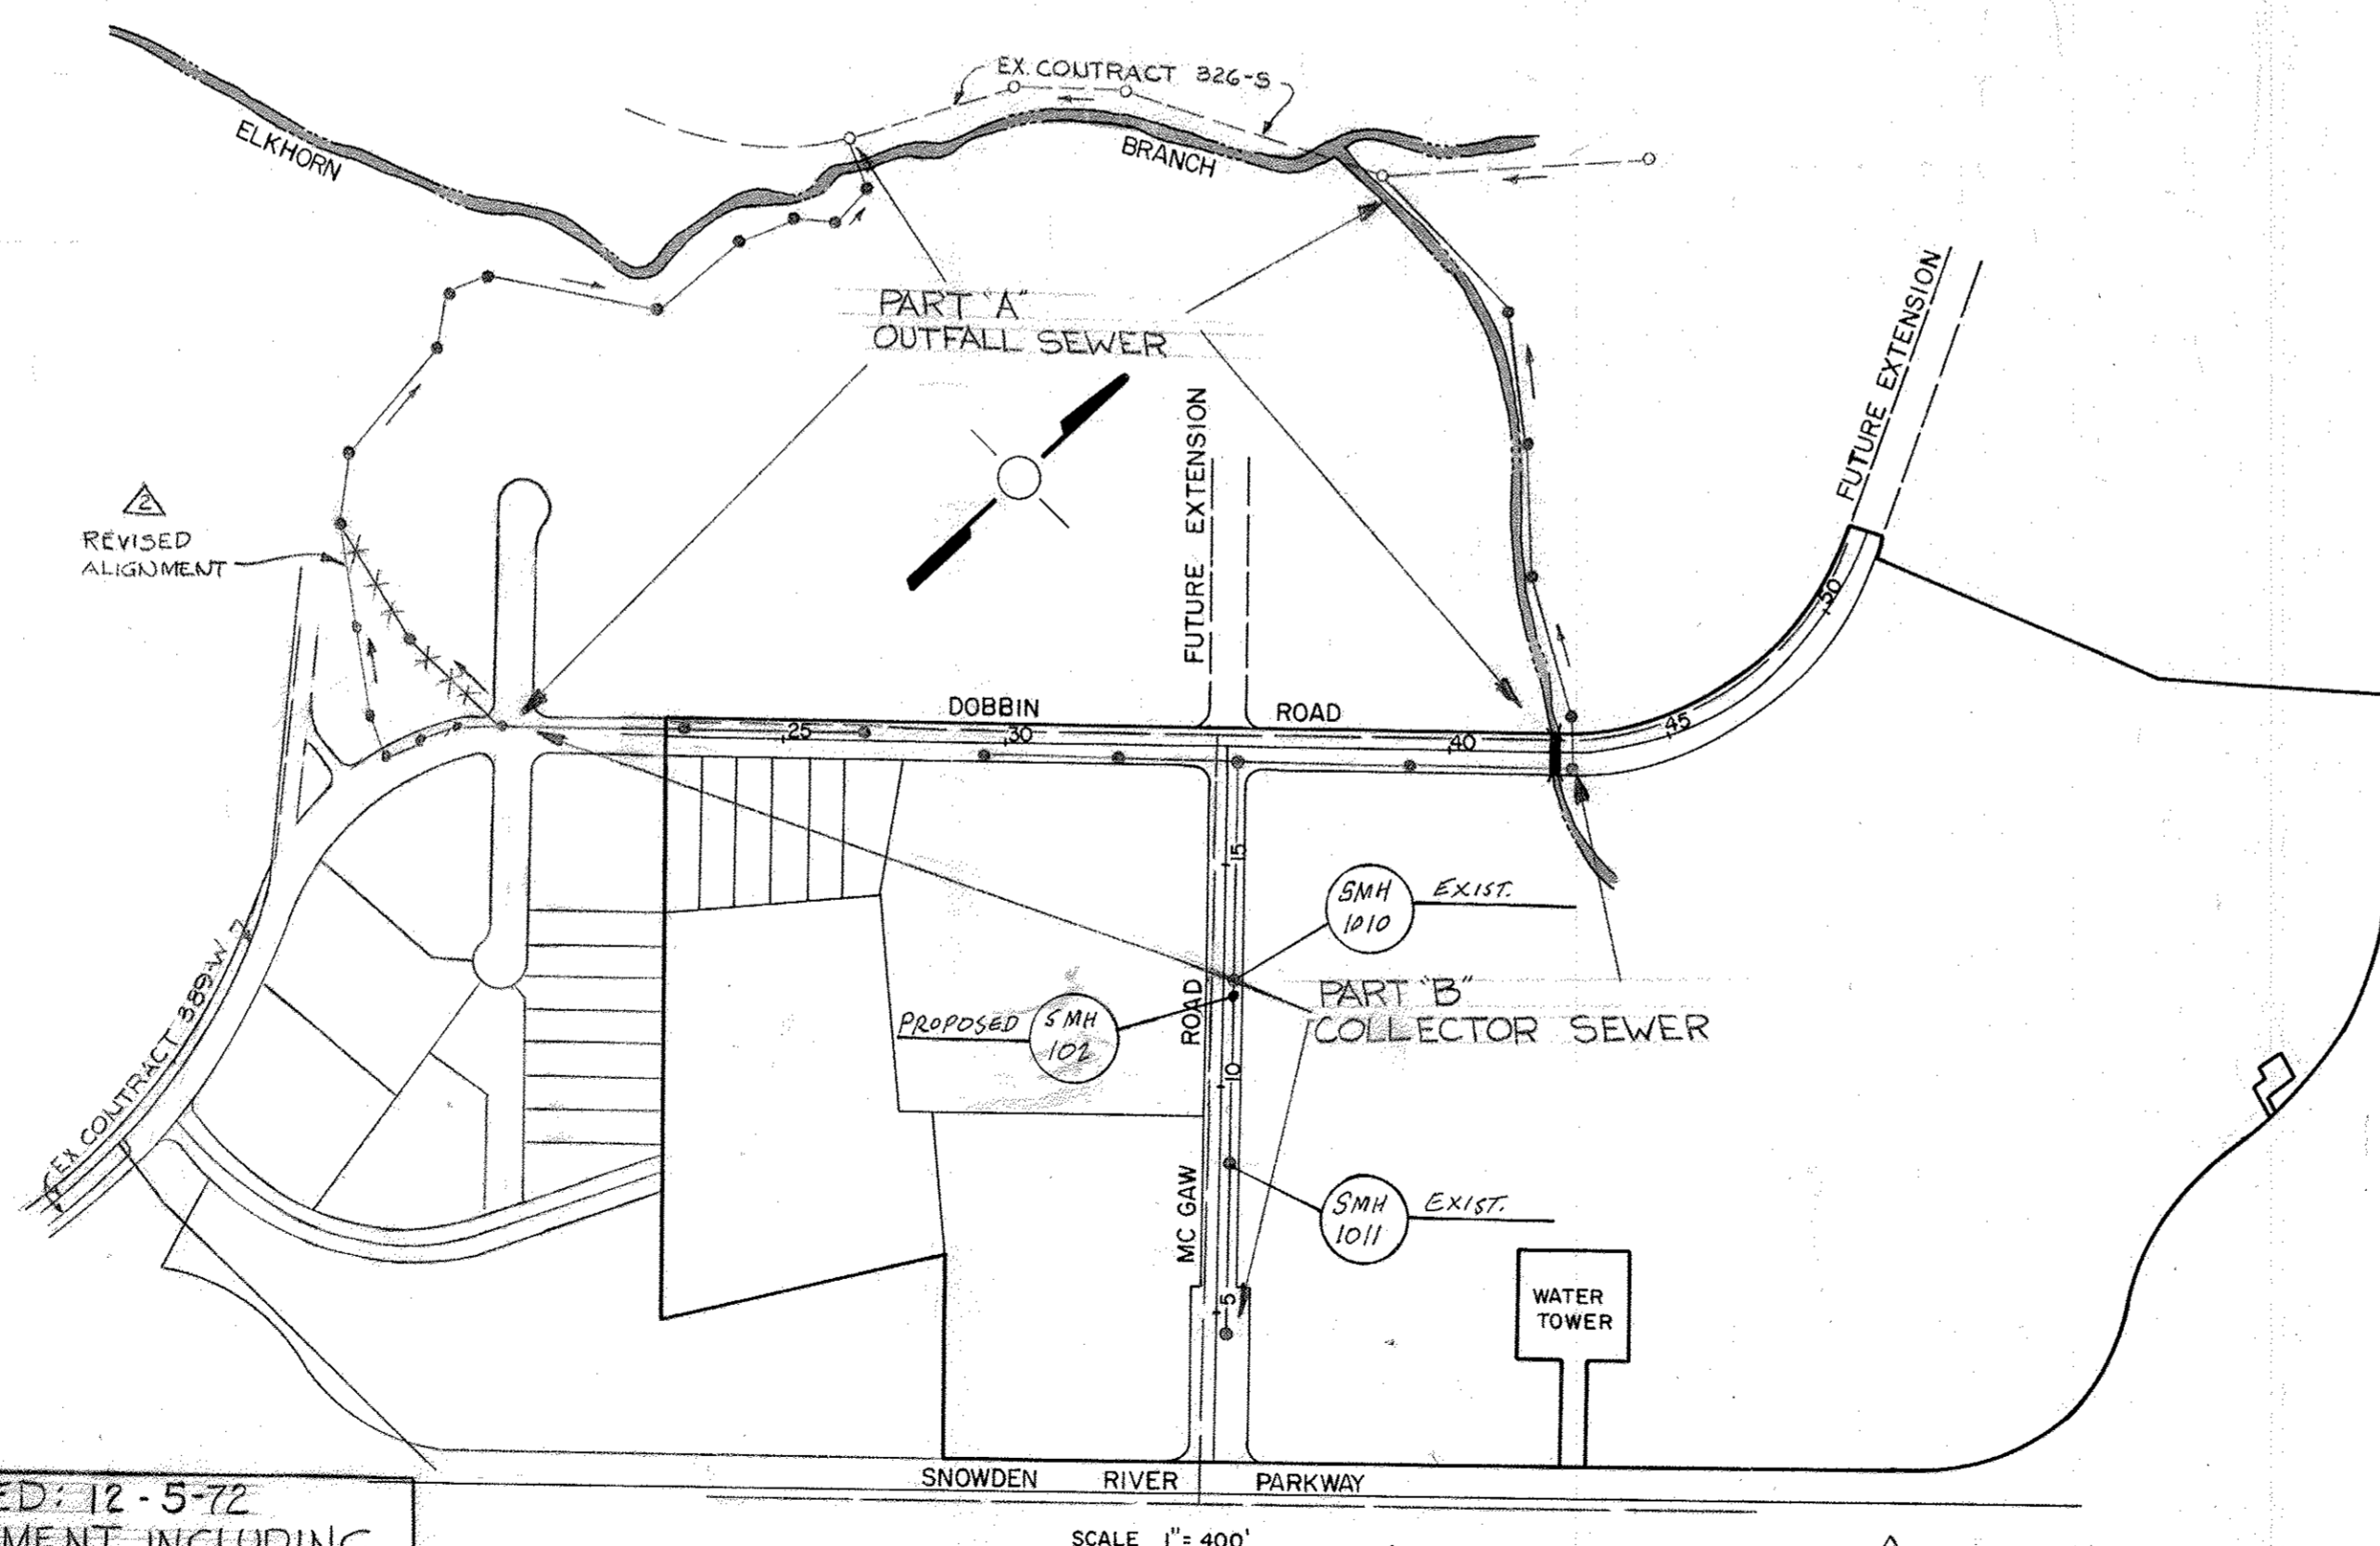 EX. CONTRACT 326-S
ELKHORN
BRANCH
PART "A"
OUTFALL SEWER
FUTURE EXTENSION
FUTURE EXTENSION
2
REVISED
ALIGNMENT
DOBBIN ROAD
25
30
40
45
50
15
SMH
1010
EXIST.
PART "B"
COLLECTOR SEWER
PROPOSED
SMH
102
MC GAW ROAD
10
EX. CONTRACT 389-W
SMH
1011
EXIST.
5
WATER
TOWER
SNOWDEN RIVER PARKWAY
SCALE 1" = 400'
ED: 12-5-72
MENT INCLUDING